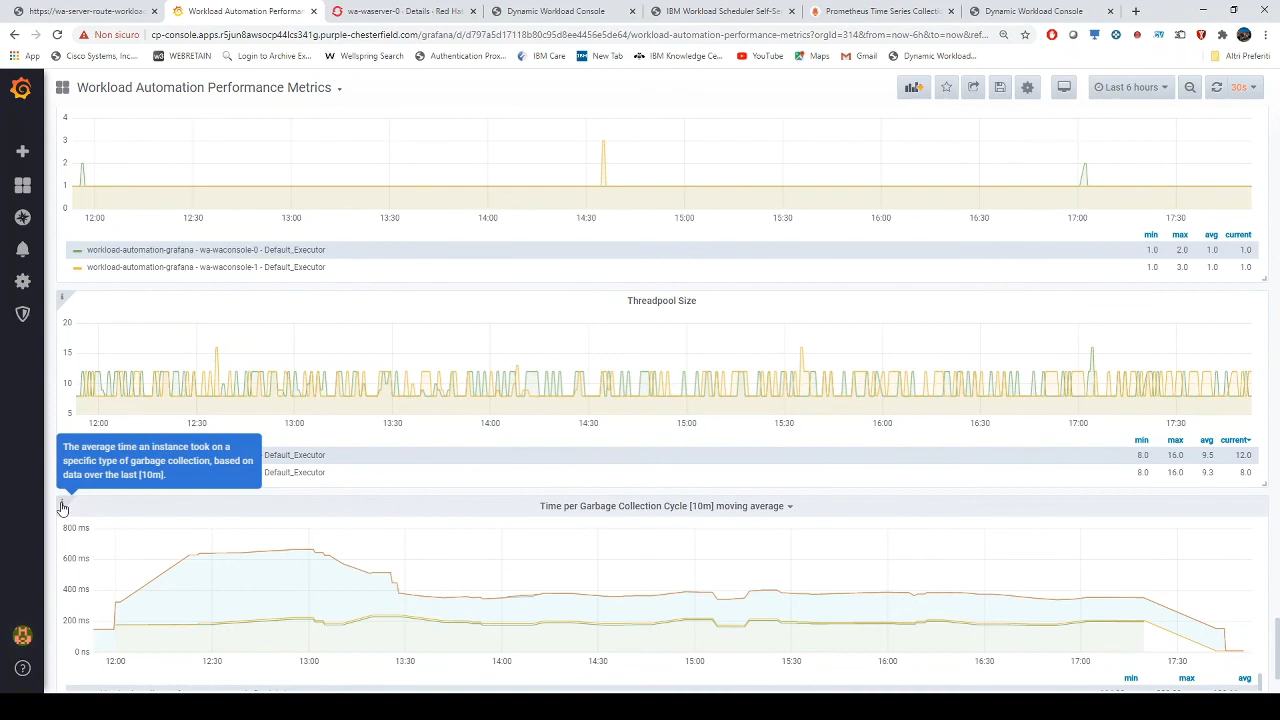 https://wa-server-route-workload
Workload Automation Performan
wa-waserver-0 - Details - Red Hat
Dynamic Workload Console
IBM Workload Scheduler Self-Se
Prometheus Time Series Collectio
Dynamic Workload Console
Non sicuro
cp-console.apps.r5jun8awsocp44lcs341g.purple-chesterfield.com/grafana/d/d797a5d17118b80c95d8ee4456e5de64/workload-automation-performance-metrics?orgId=314&from=now-6h&to=now&ref...
App
Cisco Systems, Inc...
WEBRETAIN
Login to Archive Ex...
Wellspring Search
Authentication Prox...
IBM Care
New Tab
IBM Knowledge Ce...
YouTube
Maps
Gmail
Dynamic Workload...
Altri Preferiti
Workload Automation Performance Metrics
Last 6 hours
30s
4
3
2
1
0
12:00 12:30 13:00 13:30 14:00 14:30 15:00 15:30 16:00 16:30 17:00 17:30
min max avg current
workload-automation-grafana - wa-waconsole-0 - Default_Executor 1.0 2.0 1.0 1.0
workload-automation-grafana - wa-waconsole-1 - Default_Executor 1.0 3.0 1.0 1.0
Threadpool Size
20
15
10
5
12:00 12:30 13:00 13:30 14:00 14:30 15:00 15:30 16:00 16:30 17:00 17:30
min max avg current
Default_Executor 8.0 16.0 9.5 12.0
Default_Executor 8.0 16.0 9.3 8.0
The average time an instance took on a
specific type of garbage collection, based on
data over the last [10m].
Time per Garbage Collection Cycle [10m] moving average
800 ms
600 ms
400 ms
200 ms
0 ns
12:00 12:30 13:00 13:30 14:00 14:30 15:00 15:30 16:00 16:30 17:00 17:30
min max avg